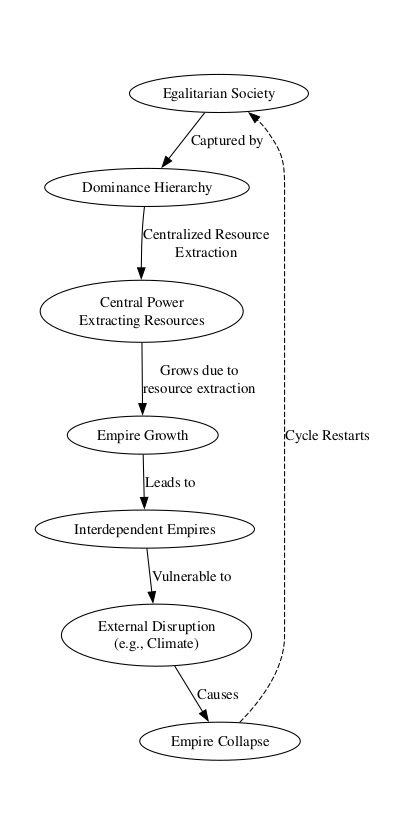 Egalitarian Society
Captured by
Dominance Hierarchy
Centralized Resource
Extraction
Central Power
Extracting Resources
Grows due to
resource extraction
Empire Growth
Cycle Restarts
Leads to
Interdependent Empires
Vulnerable to
External Disruption
(e.g., Climate)
Causes
Empire Collapse